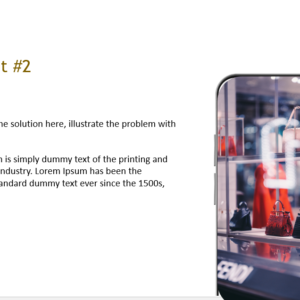 t #2
ne solution here, illustrate the problem with
n is simply dummy text of the printing and
ndustry. Lorem Ipsum has been the
andard dummy text ever since the 1500s,
FENDI